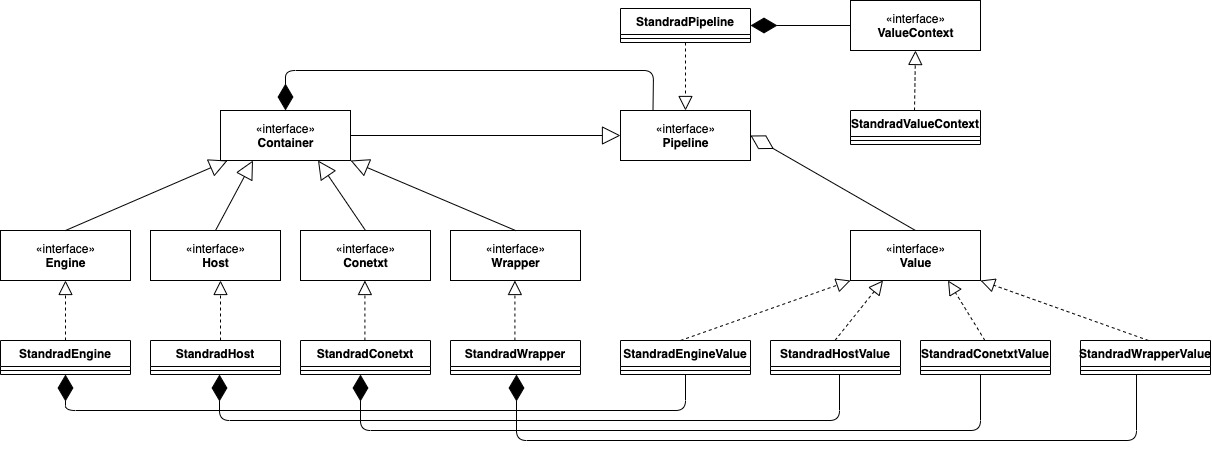 StandradPipeline
«interface»
ValueContext
StandradValueContext
«interface»
Container
«interface»
Pipeline
«interface»
Engine
«interface»
Host
«interface»
Conetxt
«interface»
Wrapper
«interface»
Value
StandradEngine
StandradHost
StandradConetxt
StandradWrapper
StandradEngineValue
StandradHostValue
StandradConetxtValue
StandradWrapperValue